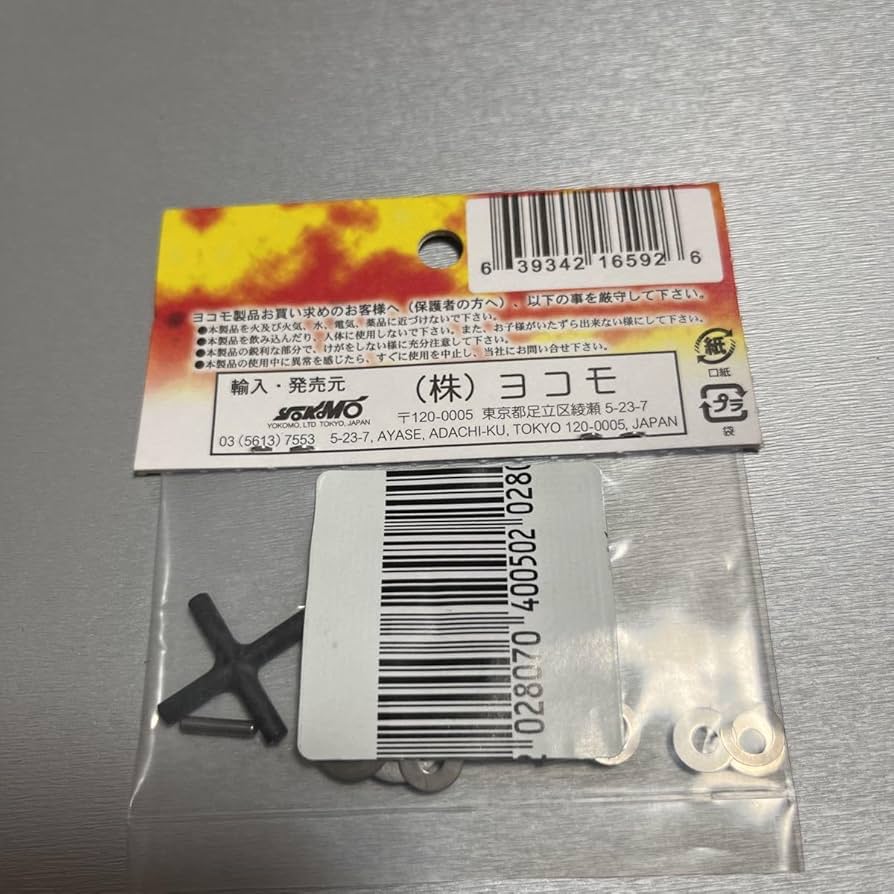 6 39342 16592 6
ヨコモ製品お買い求めのお客様へ（保護者の方へ）、以下の事を厳守して下さい。
●本製品を火及び火気、水、電気、薬品に近づけないで下さい。
●本製品を飲み込んだり、人体に使用しないで下さい。また、お子様がいたずら出来ない様にして下さい。
●本製品の鋭利な部分で、けがをしない様に充分注意して下さい。
●本製品の使用中に異常を感じたら、すぐに使用を中止し、当社にお問い合せ下さい。
紙
口紙
プラ
袋
輸入・発売元
（株）ヨコモ
YOKOMO
YOKOMO, LTD. TOKYO, JAPAN
〒120-0005 東京都足立区綾瀬 5-23-7
03 (5613) 7553 5-23-7, AYASE, ADACHI-KU, TOKYO 120-0005, JAPAN
028070 400502 028